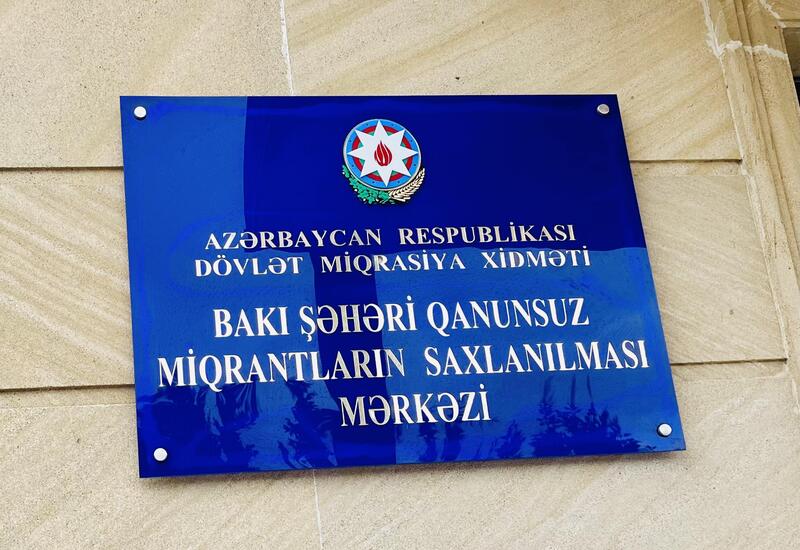 AZƏRBAYCAN RESPUBLİKASI
DÖVLƏT MİQRASİYA XİDMƏTİ
BAKI ŞƏHƏRİ QANUNSUZ
MİQRANTLARIN SAXLANILMASI
MƏRKƏZİ